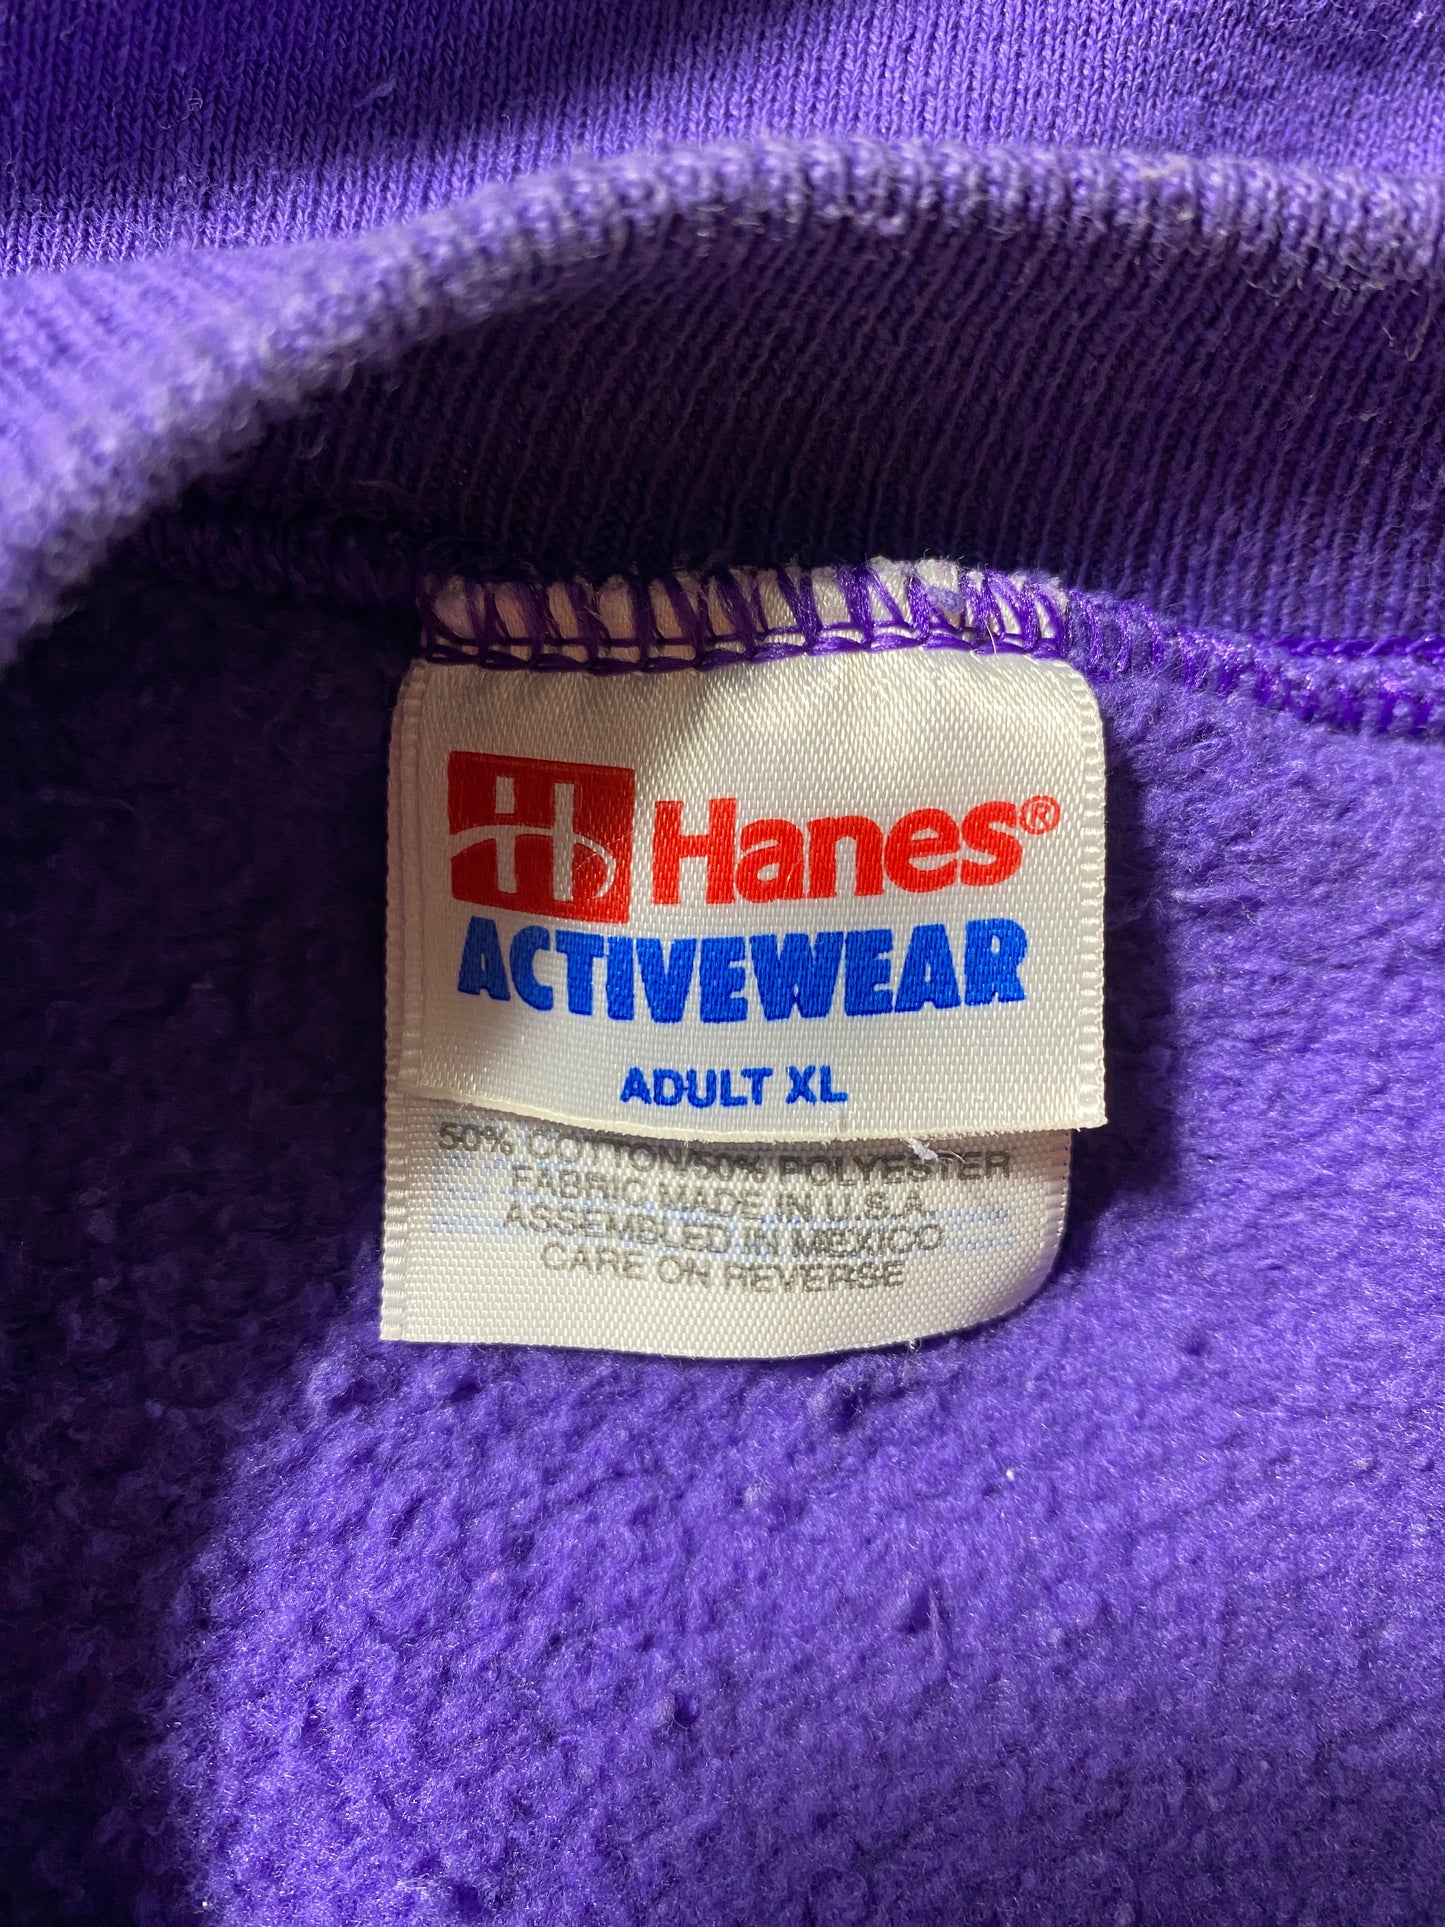 H Hanes®
ACTIVEWEAR
ADULT XL
50% COTTON/50% POLYESTER
FABRIC MADE IN U.S.A.
ASSEMBLED IN MEXICO
CARE ON REVERSE